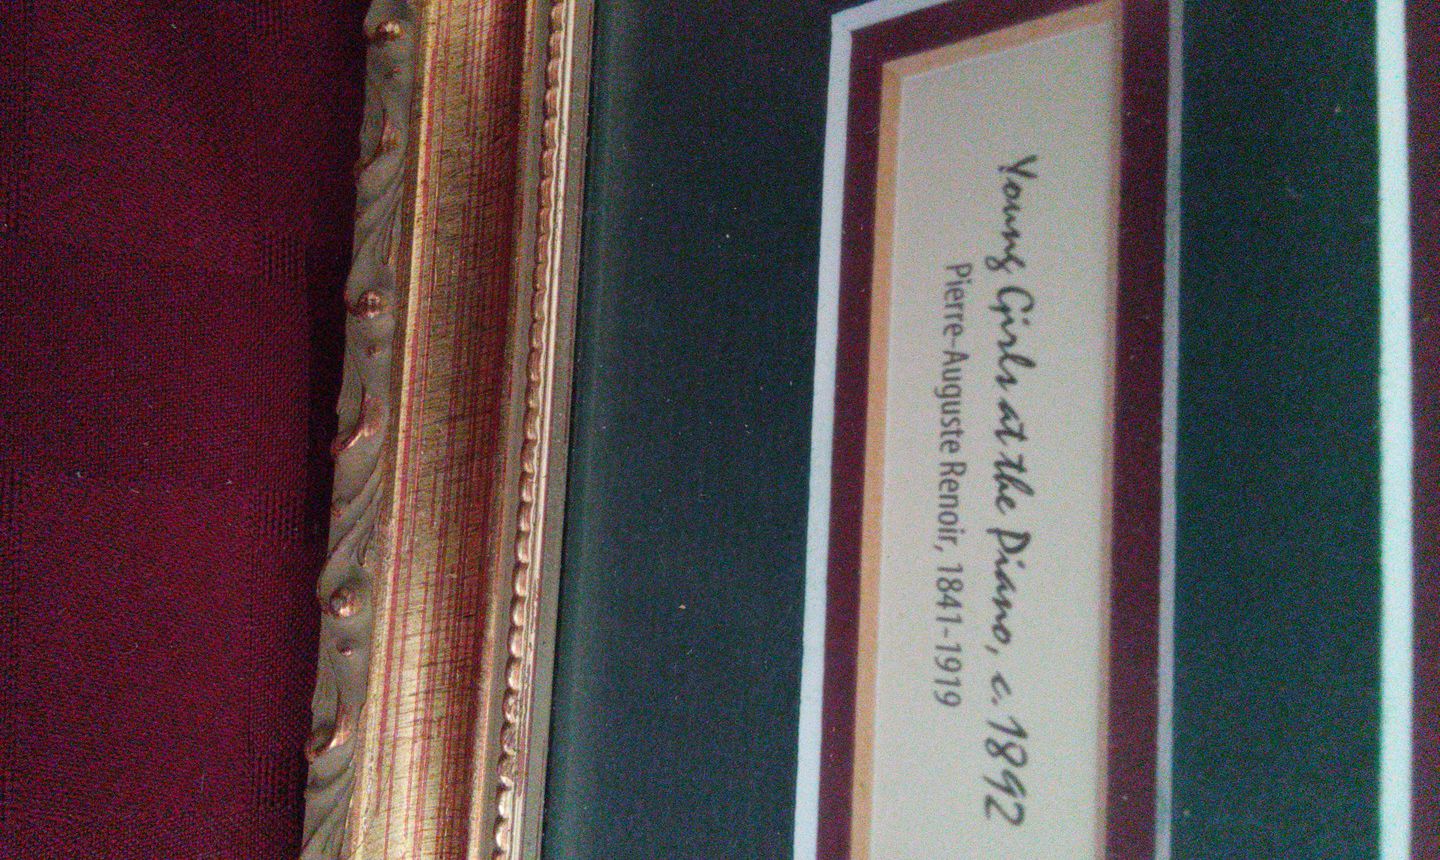 Young Girls at the Piano, c. 1892
Pierre-Auguste Renoir, 1841-1919